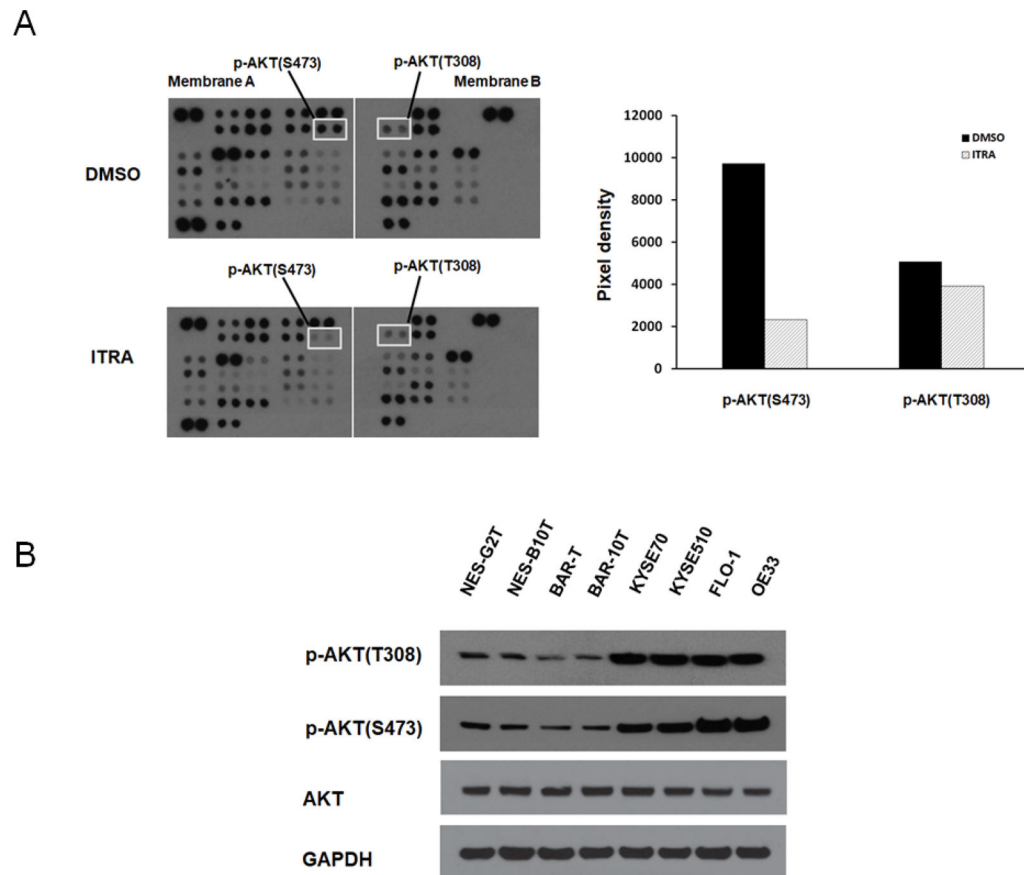 A
p-AKT(S473)
p-AKT(T308)
Membrane A
Membrane B
DMSO
p-AKT(S473)
p-AKT(T308)
ITRA
12000
10000
8000
6000
4000
2000
0
Pixel density
DMSO
ITRA
p-AKT(S473)
p-AKT(T308)
B
NES-G2T
NES-B10T
BAR-T
BAR-10T
KYSE70
KYSE510
FLO-1
OE33
p-AKT(T308)
p-AKT(S473)
AKT
GAPDH